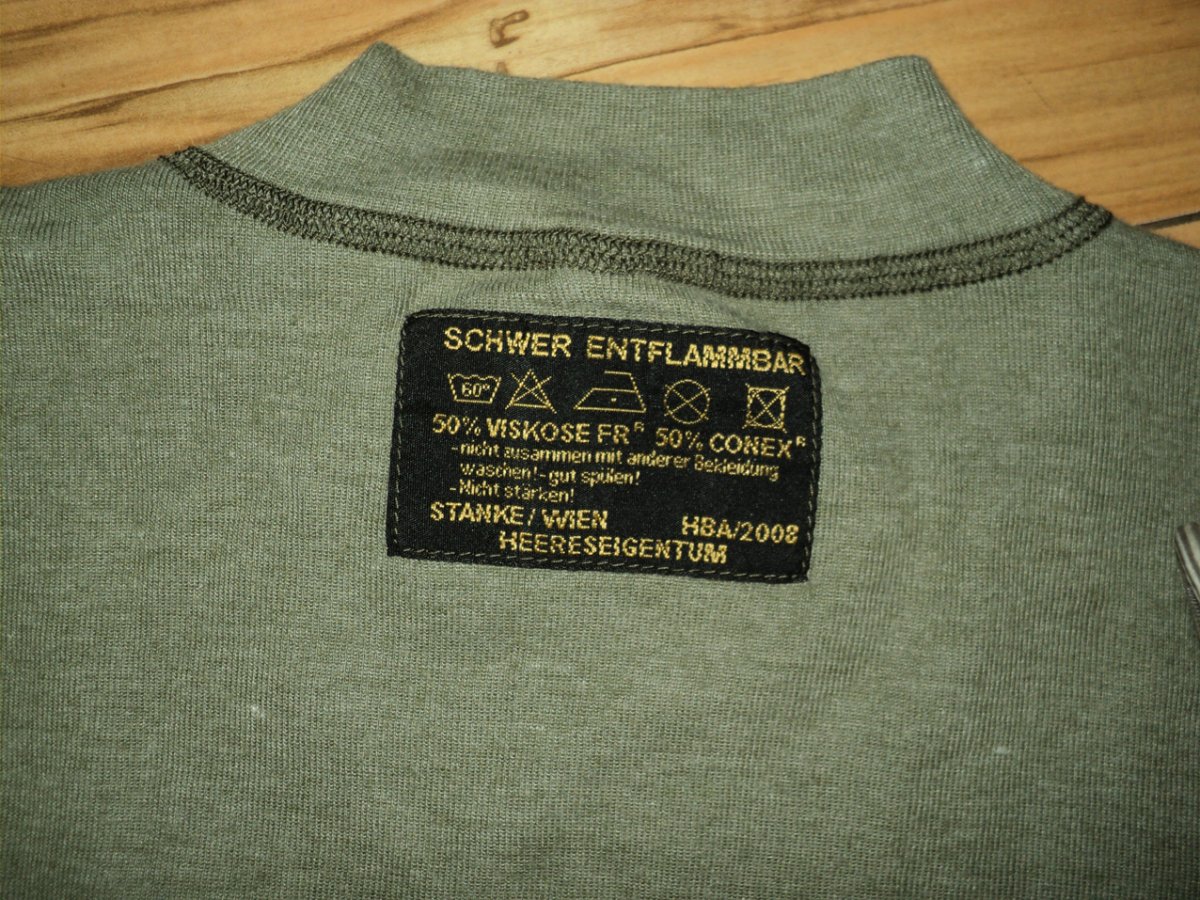 SCHWER ENTFLAMMBAR
60°
50% VISKOSE FR® 50% CONEX®
-nicht zusammen mit anderer Bekleidung
waschen!-gut spülen!
-Nicht stärken!
STANKE/WIEN HBA/2008
HEERESEIGENTUM